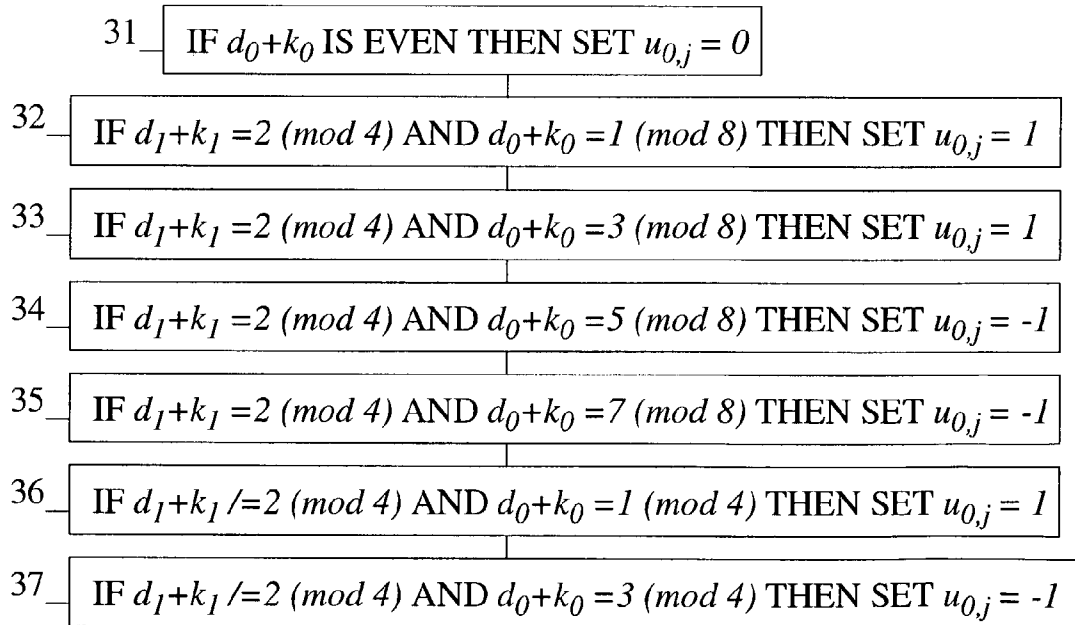 31 IF d0+k0 IS EVEN THEN SET u0,j = 0
32 IF d1+k1 =2 (mod 4) AND d0+k0 =1 (mod 8) THEN SET u0,j = 1
33 IF d1+k1 =2 (mod 4) AND d0+k0 =3 (mod 8) THEN SET u0,j = 1
34 IF d1+k1 =2 (mod 4) AND d0+k0 =5 (mod 8) THEN SET u0,j = -1
35 IF d1+k1 =2 (mod 4) AND d0+k0 =7 (mod 8) THEN SET u0,j = -1
36 IF d1+k1 /=2 (mod 4) AND d0+k0 =1 (mod 4) THEN SET u0,j = 1
37 IF d1+k1 /=2 (mod 4) AND d0+k0 =3 (mod 4) THEN SET u0,j = -1